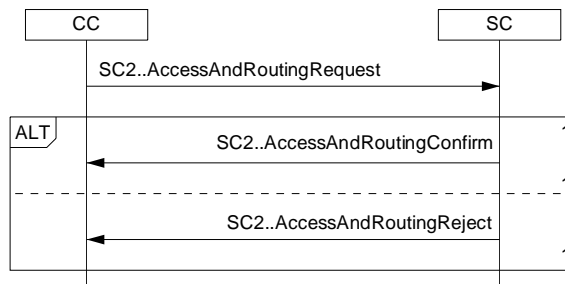 CC SC
SC2..AccessAndRoutingRequest
ALT
SC2..AccessAndRoutingConfirm
SC2..AccessAndRoutingReject